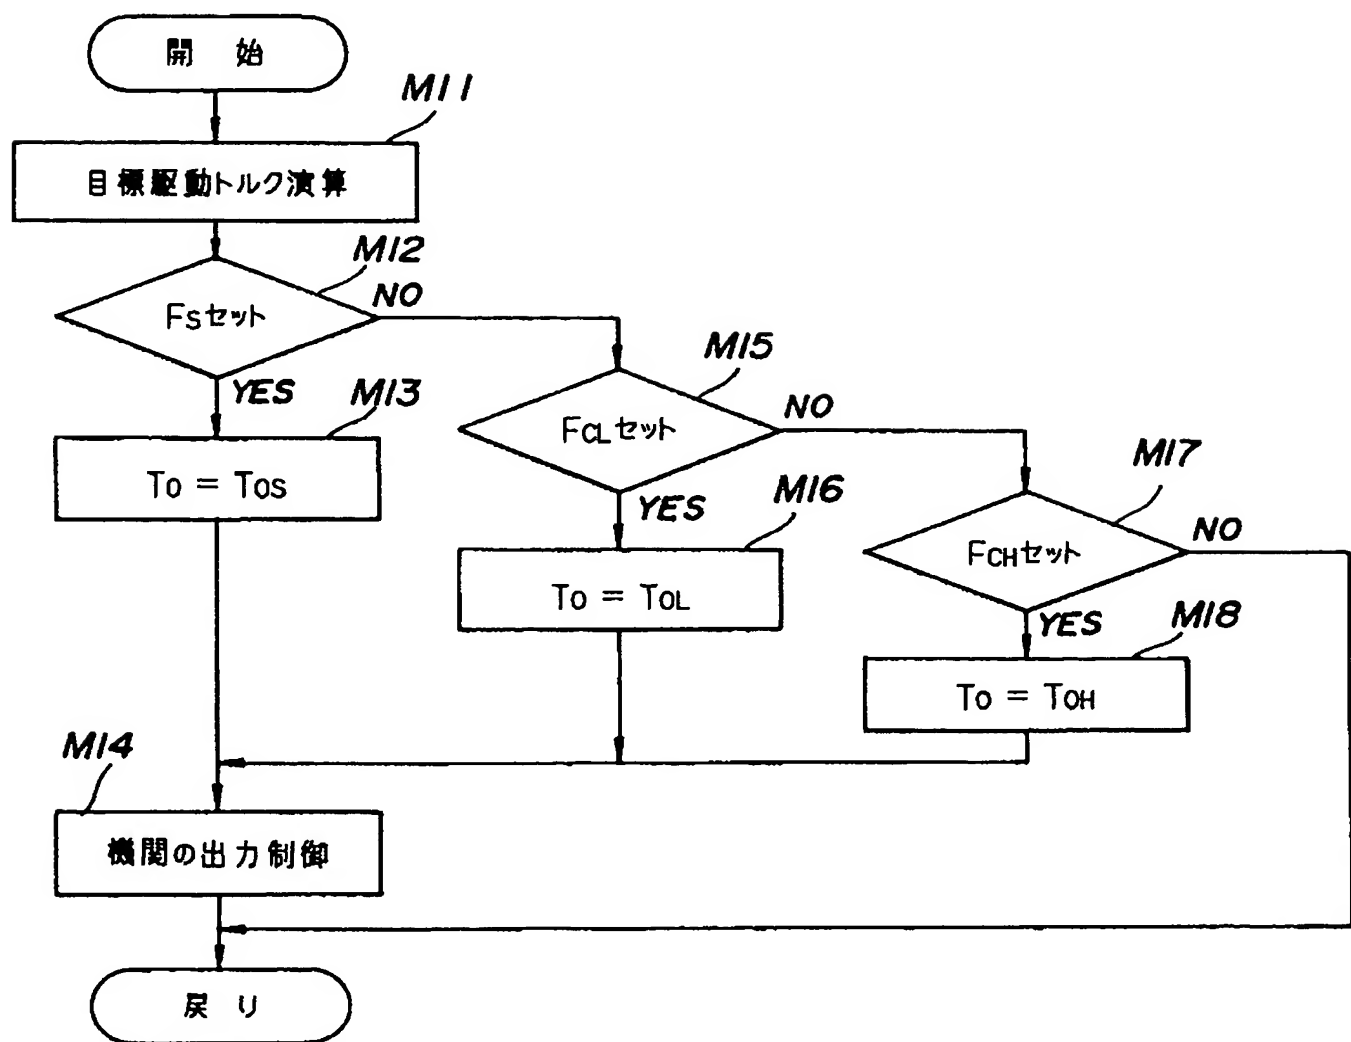 開始
M11
目標駆動トルク演算
M12
FSセット
NO
YES
M13
TO = TOS
M15
FCLセット
NO
YES
M16
TO = TOL
M17
FCHセット
NO
YES
M18
TO = TOH
M14
機関の出力制御
戻り